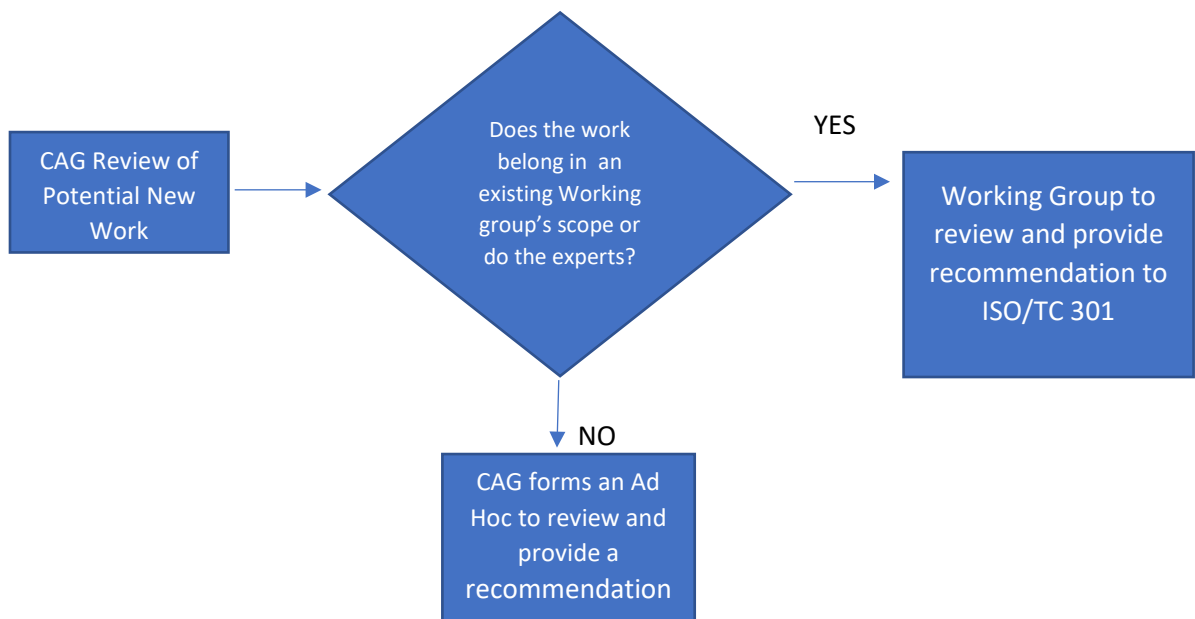 CAG Review of
Potential New
Work
Does the work
belong in  an
existing Working
group’s scope or
do the experts?
YES
Working Group to
review and provide
recommendation to
ISO/TC 301
NO
CAG forms an Ad
Hoc to review and
provide a
recommendation